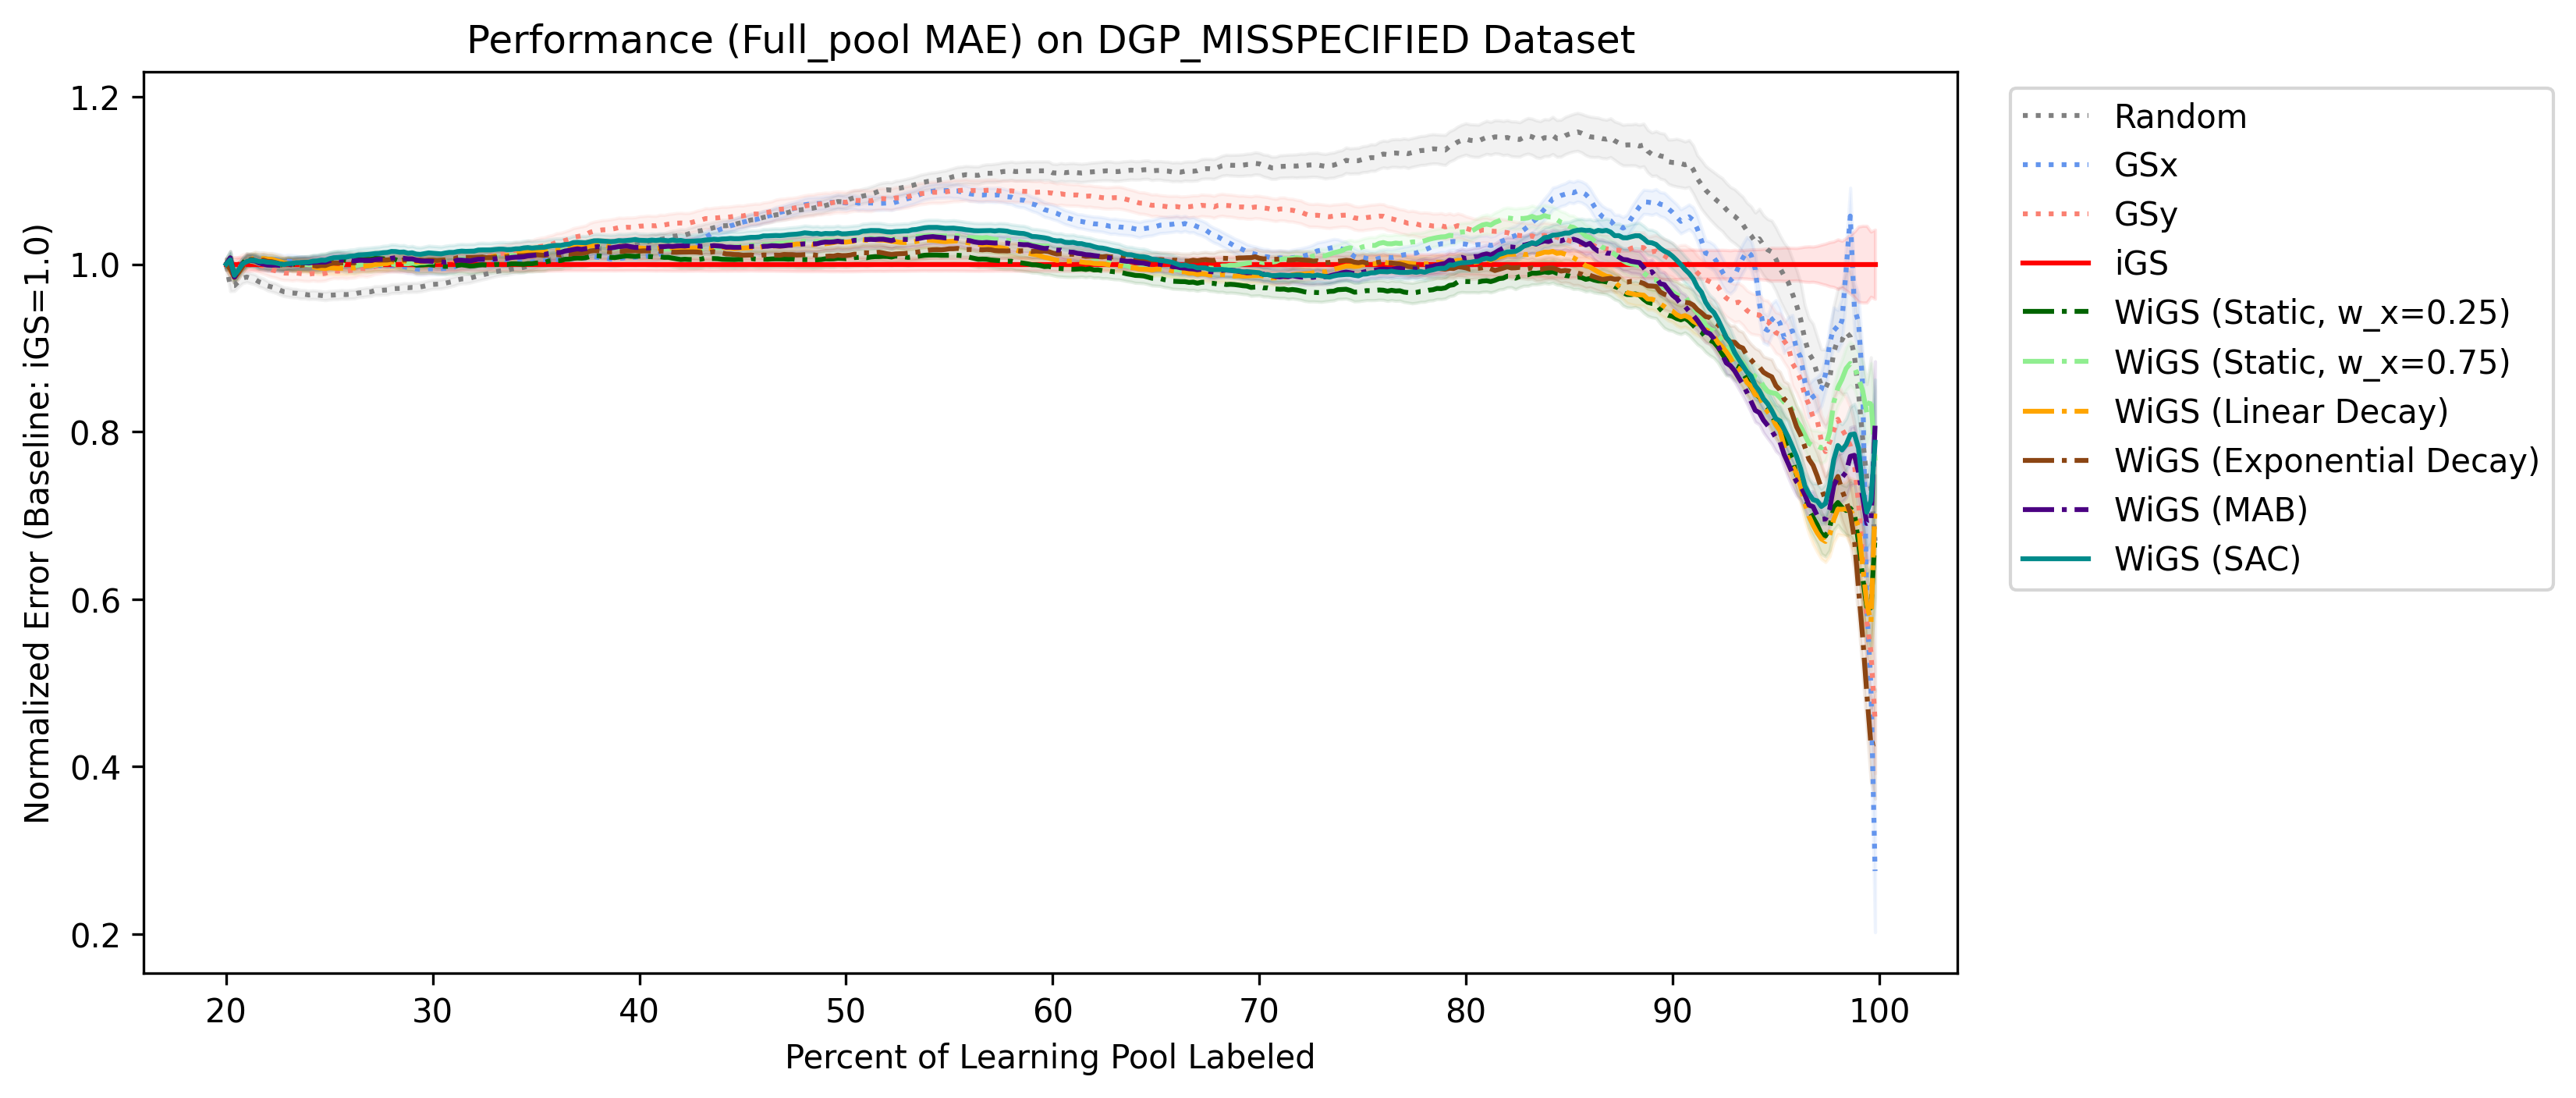 Performance (Full_pool MAE) on DGP_MISSPECIFIED Dataset
Normalized Error (Baseline: iGS=1.0)
1.2
1.0
0.8
0.6
0.4
0.2
20 30 40 50 60 70 80 90 100
Percent of Learning Pool Labeled
Random
GSx
GSy
iGS
WiGS (Static, w_x=0.25)
WiGS (Static, w_x=0.75)
WiGS (Linear Decay)
WiGS (Exponential Decay)
WiGS (MAB)
WiGS (SAC)